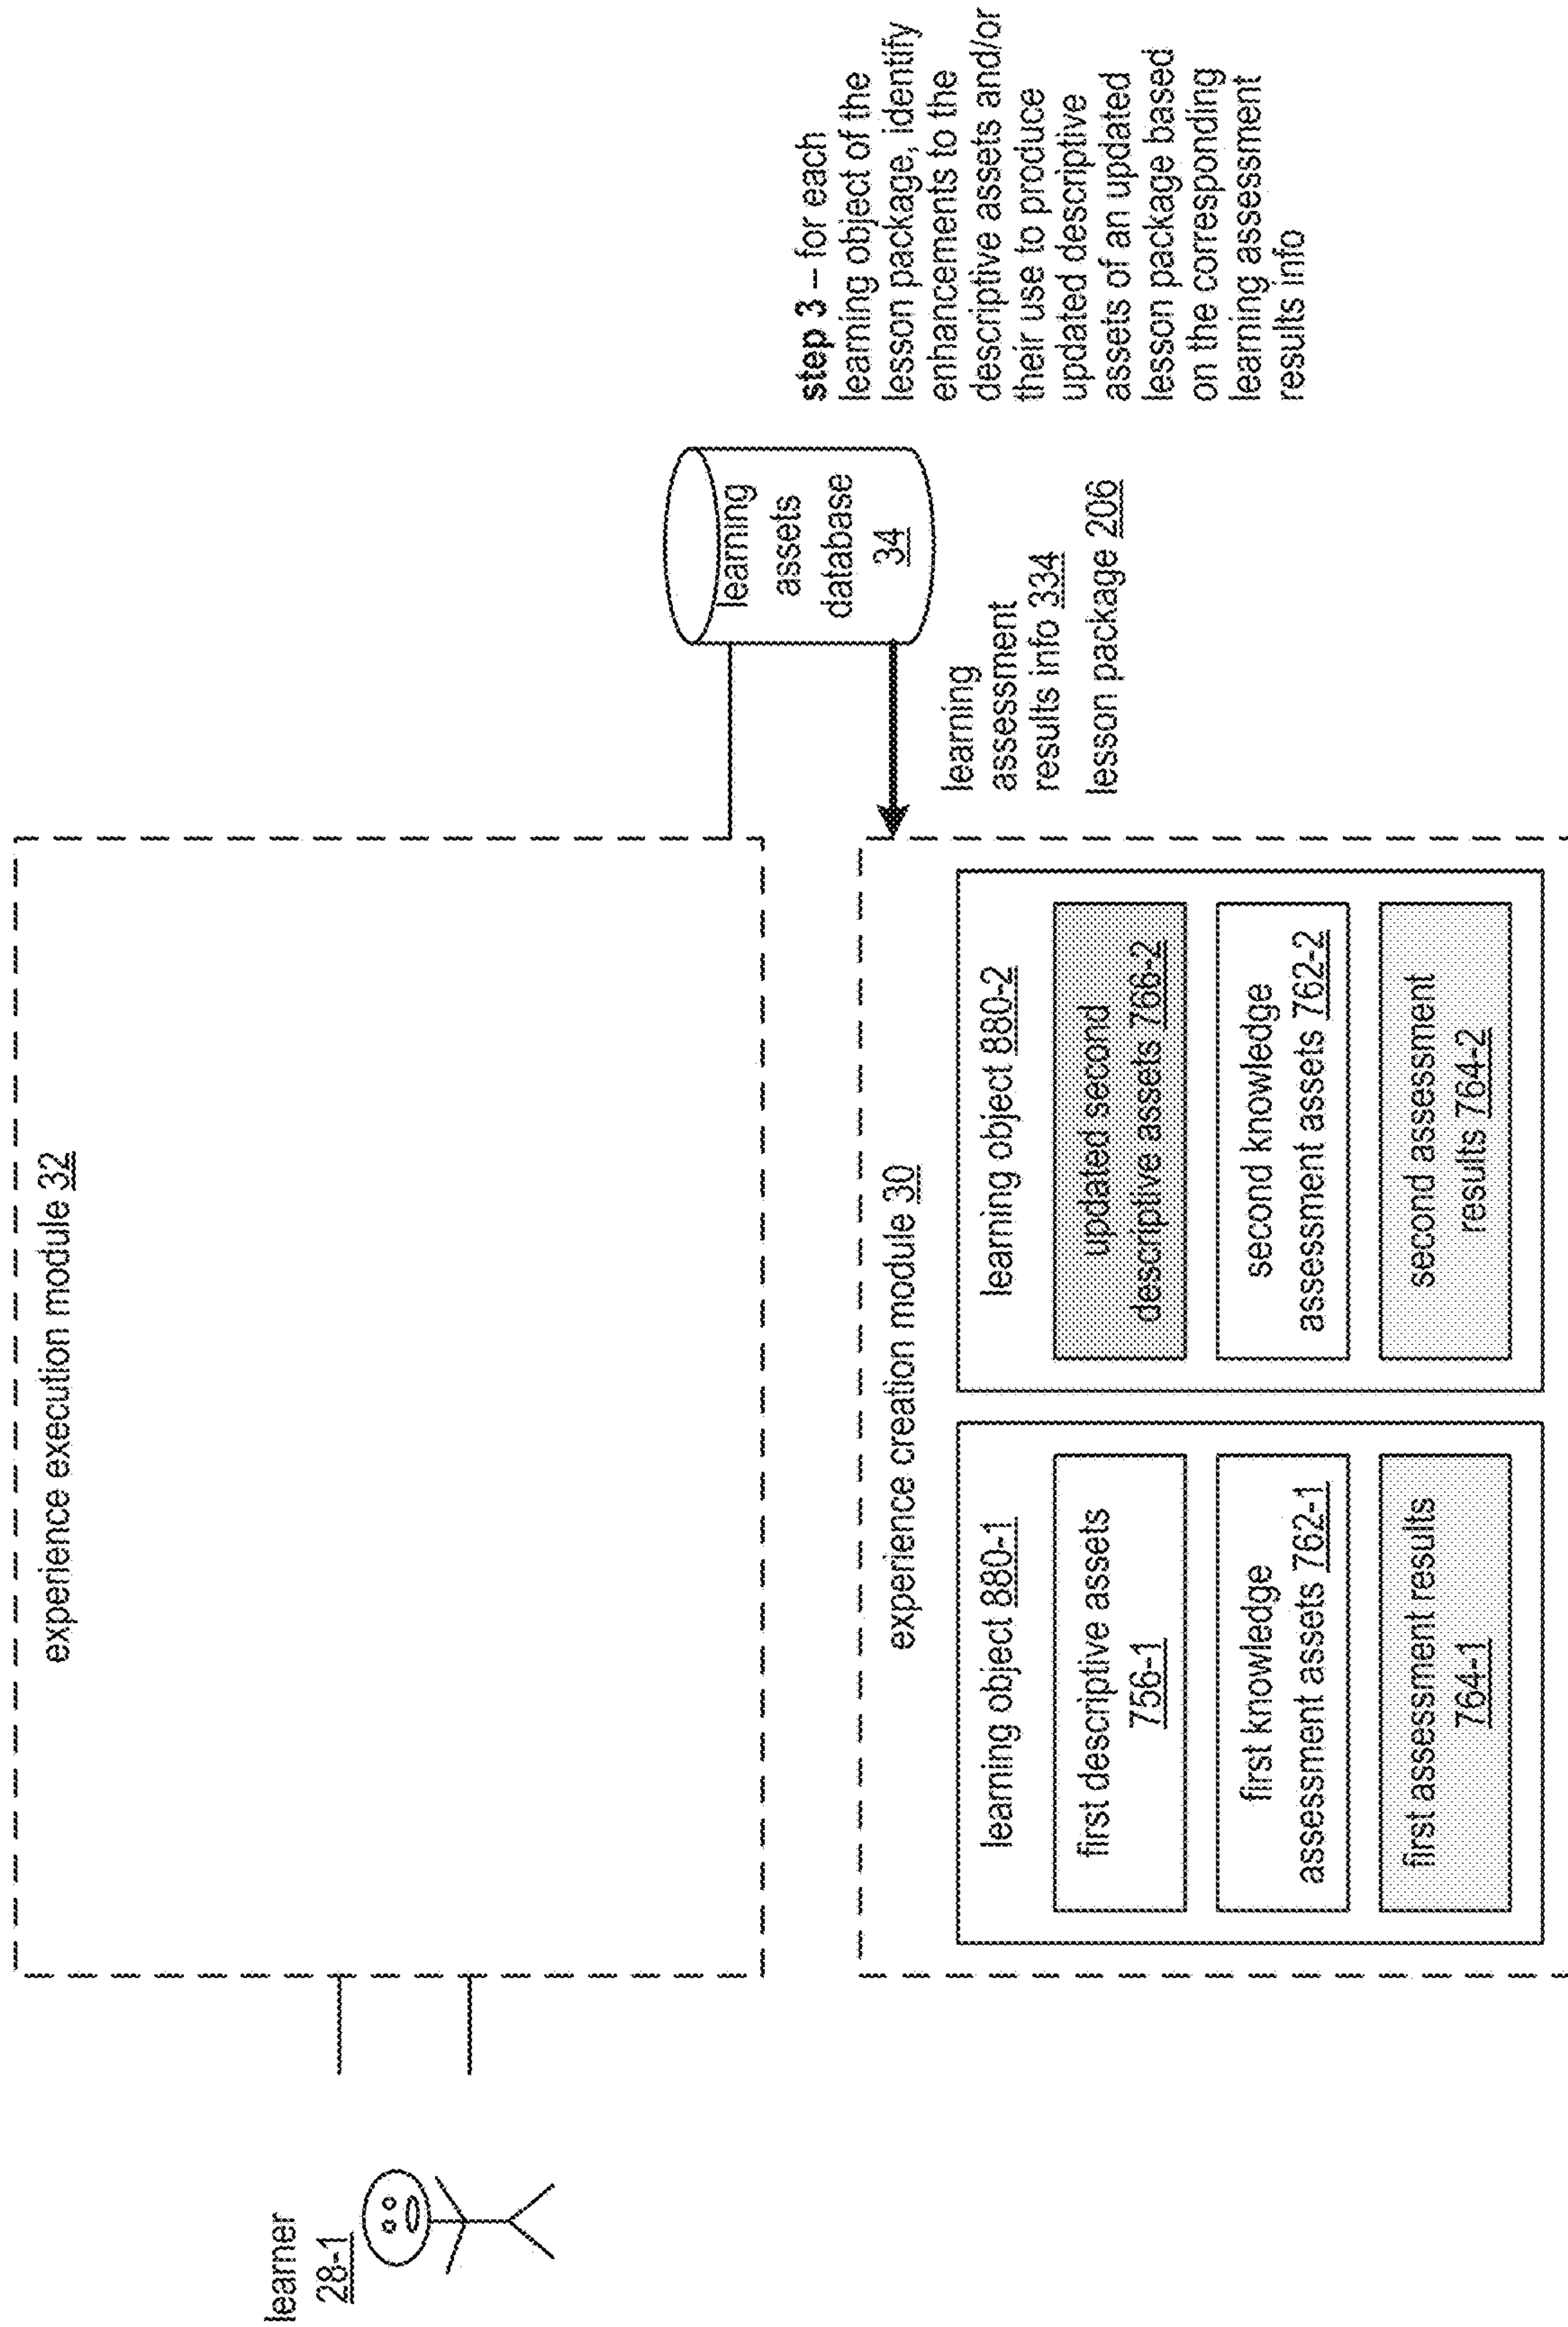 learner
28-1
experience execution module 32
learning
assets
database
34
experience creation module 30
learning object 880-1
first descriptive assets
756-1
first knowledge
assessment assets 762-1
first assessment results
764-1
learning object 880-2
updated second
descriptive assets 766-2
second knowledge
assessment assets 762-2
second assessment
results 764-2
learning
assessment
results info 334
lesson package 206
step 3 – for each
learning object of the
lesson package, identify
enhancements to the
descriptive assets and/or
their use to produce
updated descriptive
assets of an updated
lesson package based
on the corresponding
learning assessment
results info